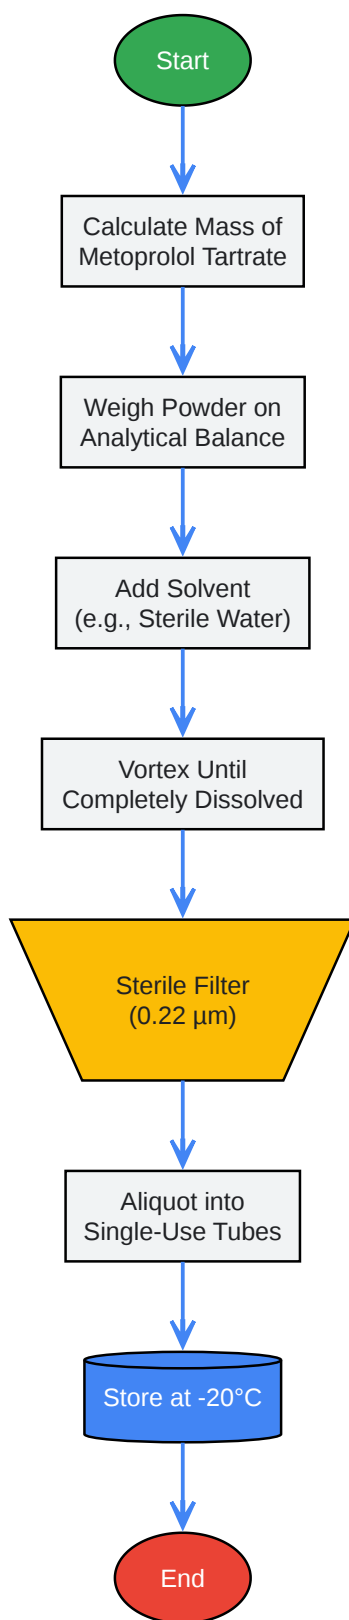 Start
Calculate Mass of
Metoprolol Tartrate
Weigh Powder on
Analytical Balance
Add Solvent
(e.g., Sterile Water)
Vortex Until
Completely Dissolved
Sterile Filter
(0.22 µm)
Aliquot into
Single-Use Tubes
Store at -20°C
End